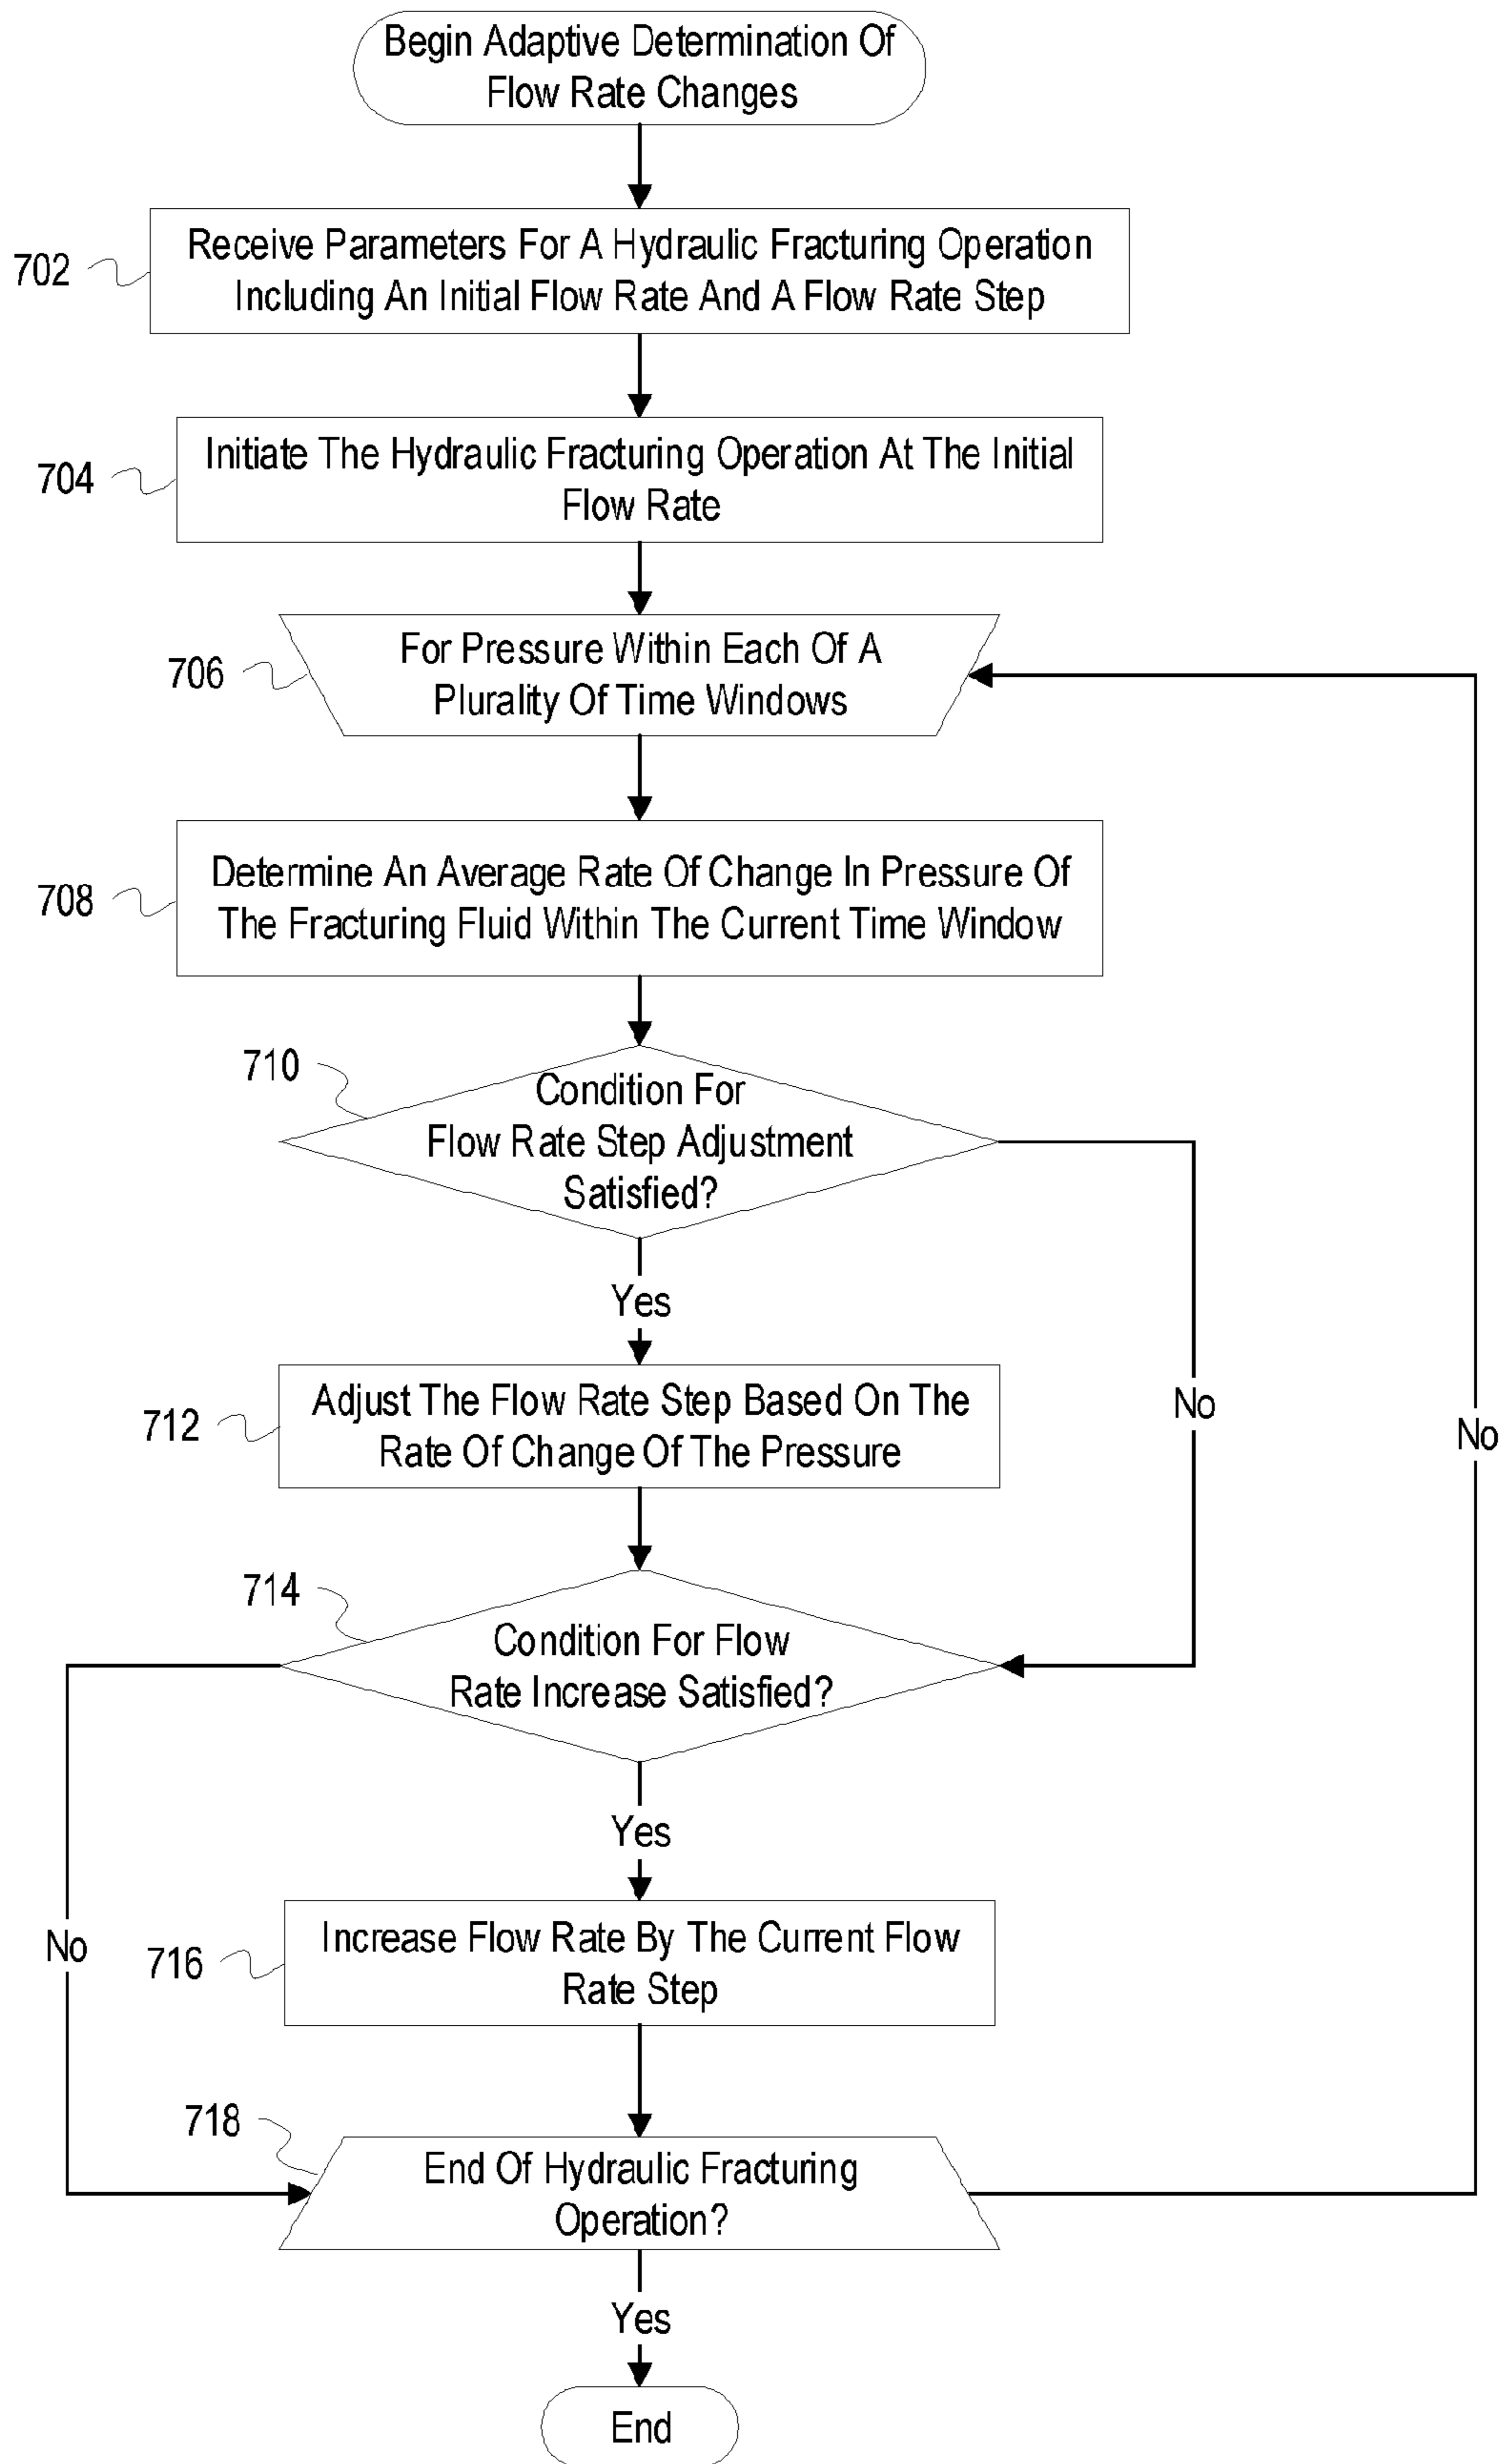 Begin Adaptive Determination Of
Flow Rate Changes
702
Receive Parameters For A Hydraulic Fracturing Operation
Including An Initial Flow Rate And A Flow Rate Step
704
Initiate The Hydraulic Fracturing Operation At The Initial
Flow Rate
706
For Pressure Within Each Of A
Plurality Of Time Windows
708
Determine An Average Rate Of Change In Pressure Of
The Fracturing Fluid Within The Current Time Window
710
Condition For
Flow Rate Step Adjustment
Satisfied?
Yes
No
712
Adjust The Flow Rate Step Based On The
Rate Of Change Of The Pressure
No
714
Condition For Flow
Rate Increase Satisfied?
Yes
No
716
Increase Flow Rate By The Current Flow
Rate Step
718
End Of Hydraulic Fracturing
Operation?
Yes
End